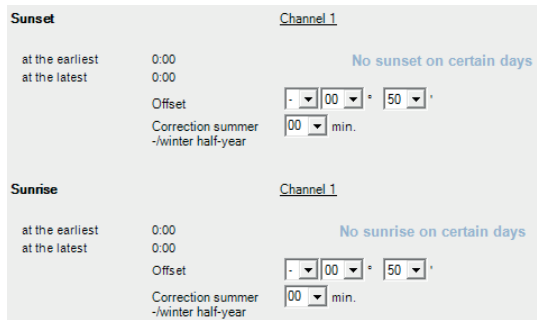 Sunset Channel 1
at the earliest 0:00 No sunset on certain days
at the latest 0:00
Offset - 00 ° 50 '
Correction summer 00 min.
-/winter half-year
Sunrise Channel 1
at the earliest 0:00 No sunrise on certain days
at the latest 0:00
Offset - 00 ° 50 '
Correction summer 00 min.
-/winter half-year